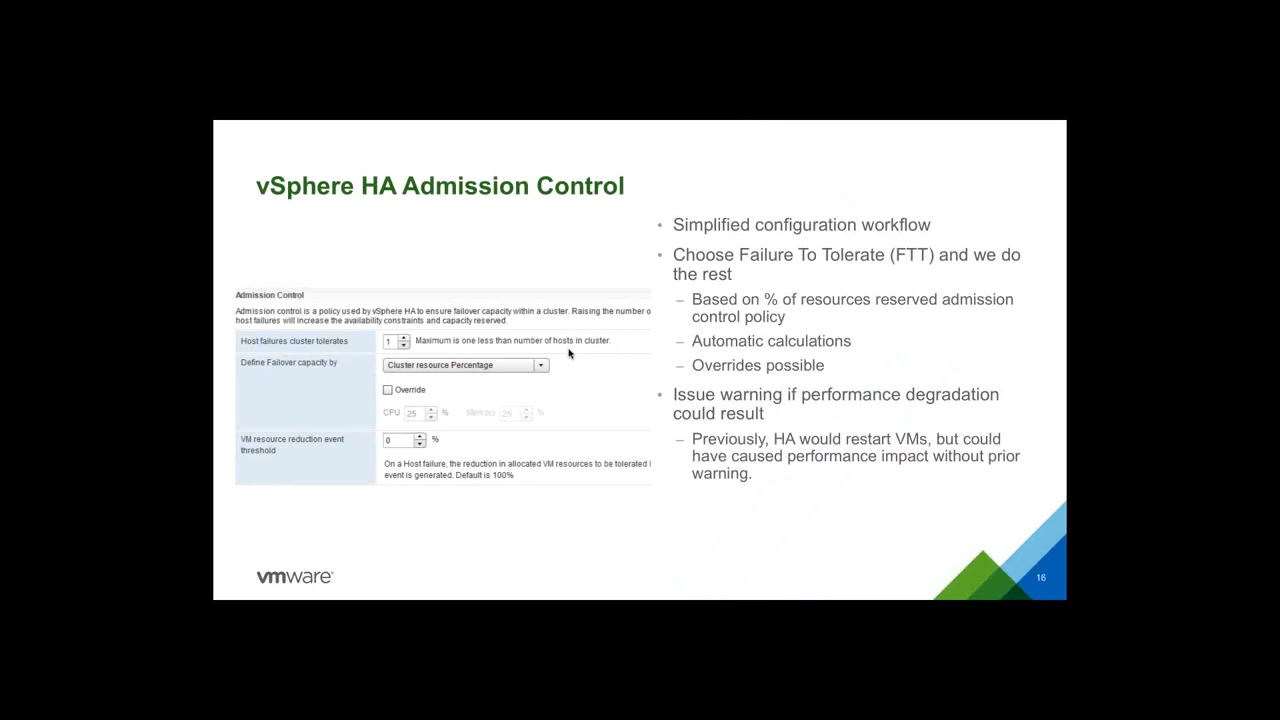 vSphere HA Admission Control
Admission Control
Admission control is a policy used by vSphere HA to ensure failover capacity within a cluster. Raising the number o
host failures will increase the availability constraints and capacity reserved.
Host failures cluster tolerates
1
Maximum is one less than number of hosts in cluster.
Define Failover capacity by
Cluster resource Percentage
Override
CPU 25 % Memory 25 %
VM resource reduction event
threshold
0 %
On a Host failure, the reduction in allocated VM resources to be tolerated
event is generated. Default is 100%
• Simplified configuration workflow
• Choose Failure To Tolerate (FTT) and we do
the rest
– Based on % of resources reserved admission
control policy
– Automatic calculations
– Overrides possible
• Issue warning if performance degradation
could result
– Previously, HA would restart VMs, but could
have caused performance impact without prior
warning.
vmware®
16